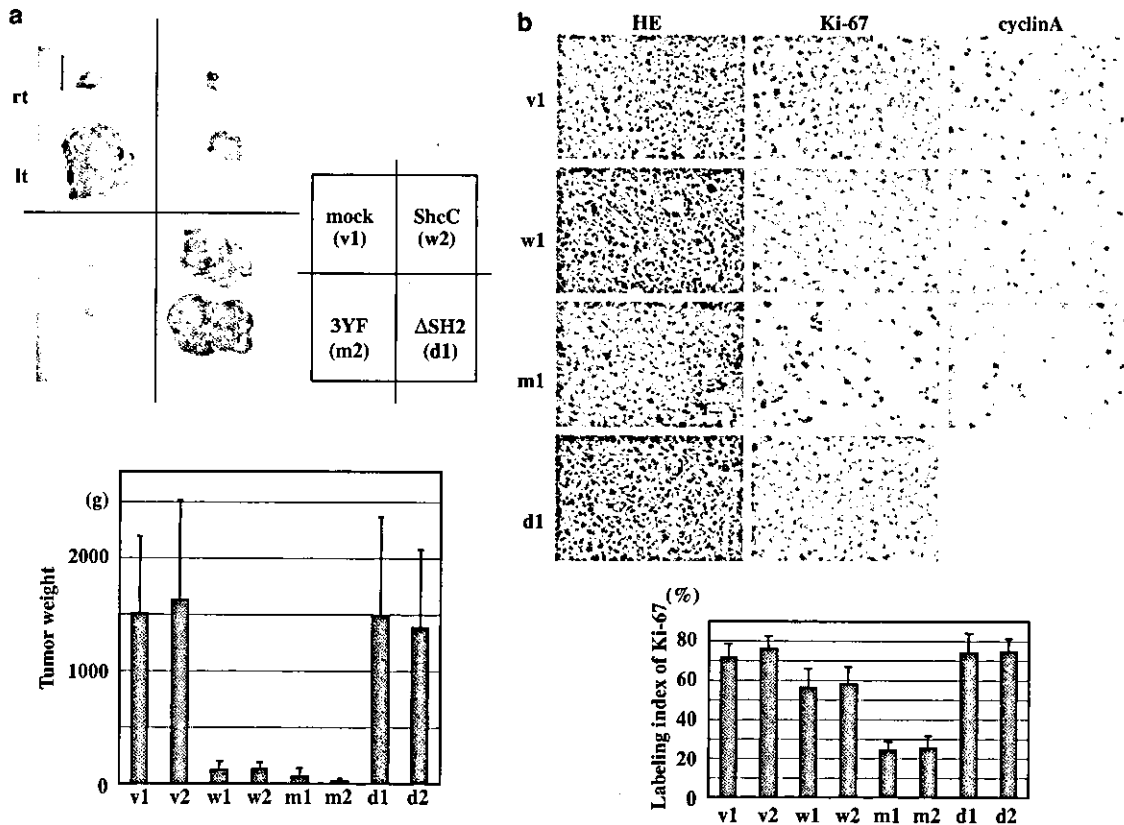 a
rt
lt
mock
(v1)
ShcC
(w2)
3YF
(m2)
ΔSH2
(d1)
(g)
2000
1000
0
Tumor weight
v1 v2 w1 w2 m1 m2 d1 d2
b
HE Ki-67 cyclinA
v1
w1
m1
d1
(%)
80
60
40
20
0
Labeling index of Ki-67
v1 v2 w1 w2 m1 m2 d1 d2